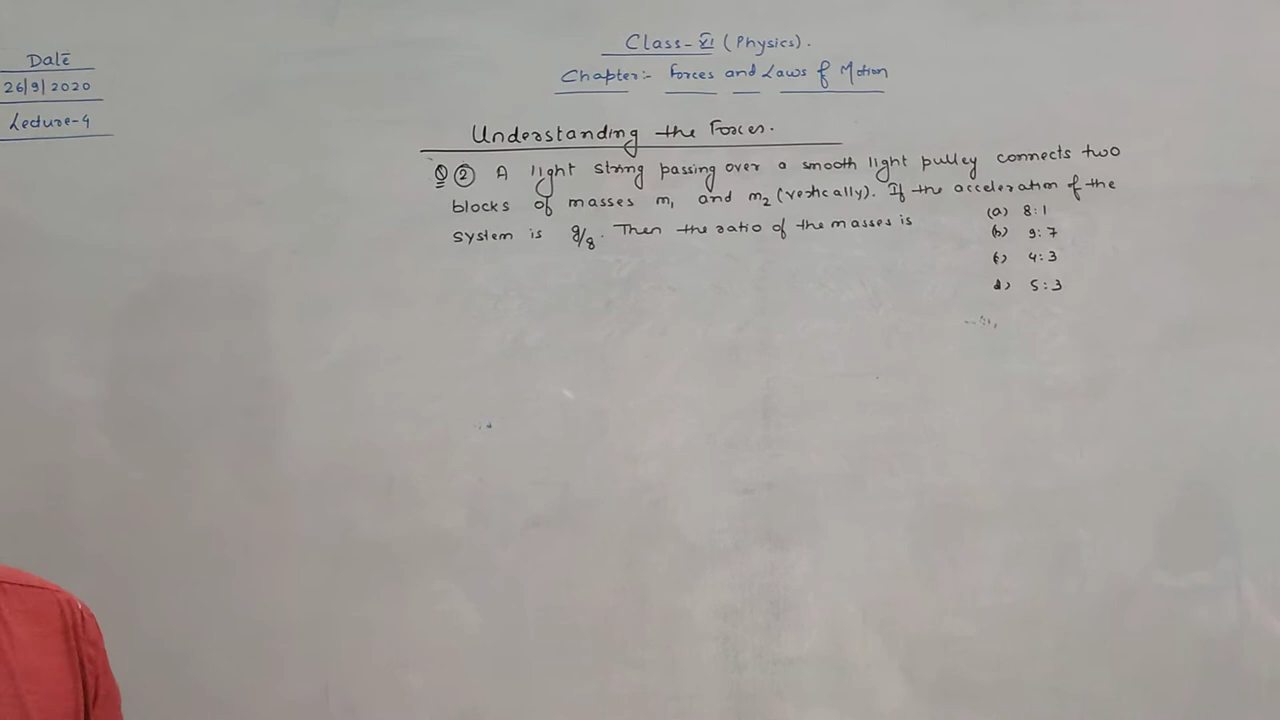 Date
26/9/2020
Lecture-4
Class-XI (Physics).
Chapter:- Forces and Laws of Motion
Understanding the Forces.
Q ② A light string passing over a smooth light pulley connects two
blocks of masses m₁ and m₂ (vertically). If the acceleration of the
system is g/8. Then the ratio of the masses is
(a) 8:1
(b) 9:7
(c) 4:3
(d) 5:3